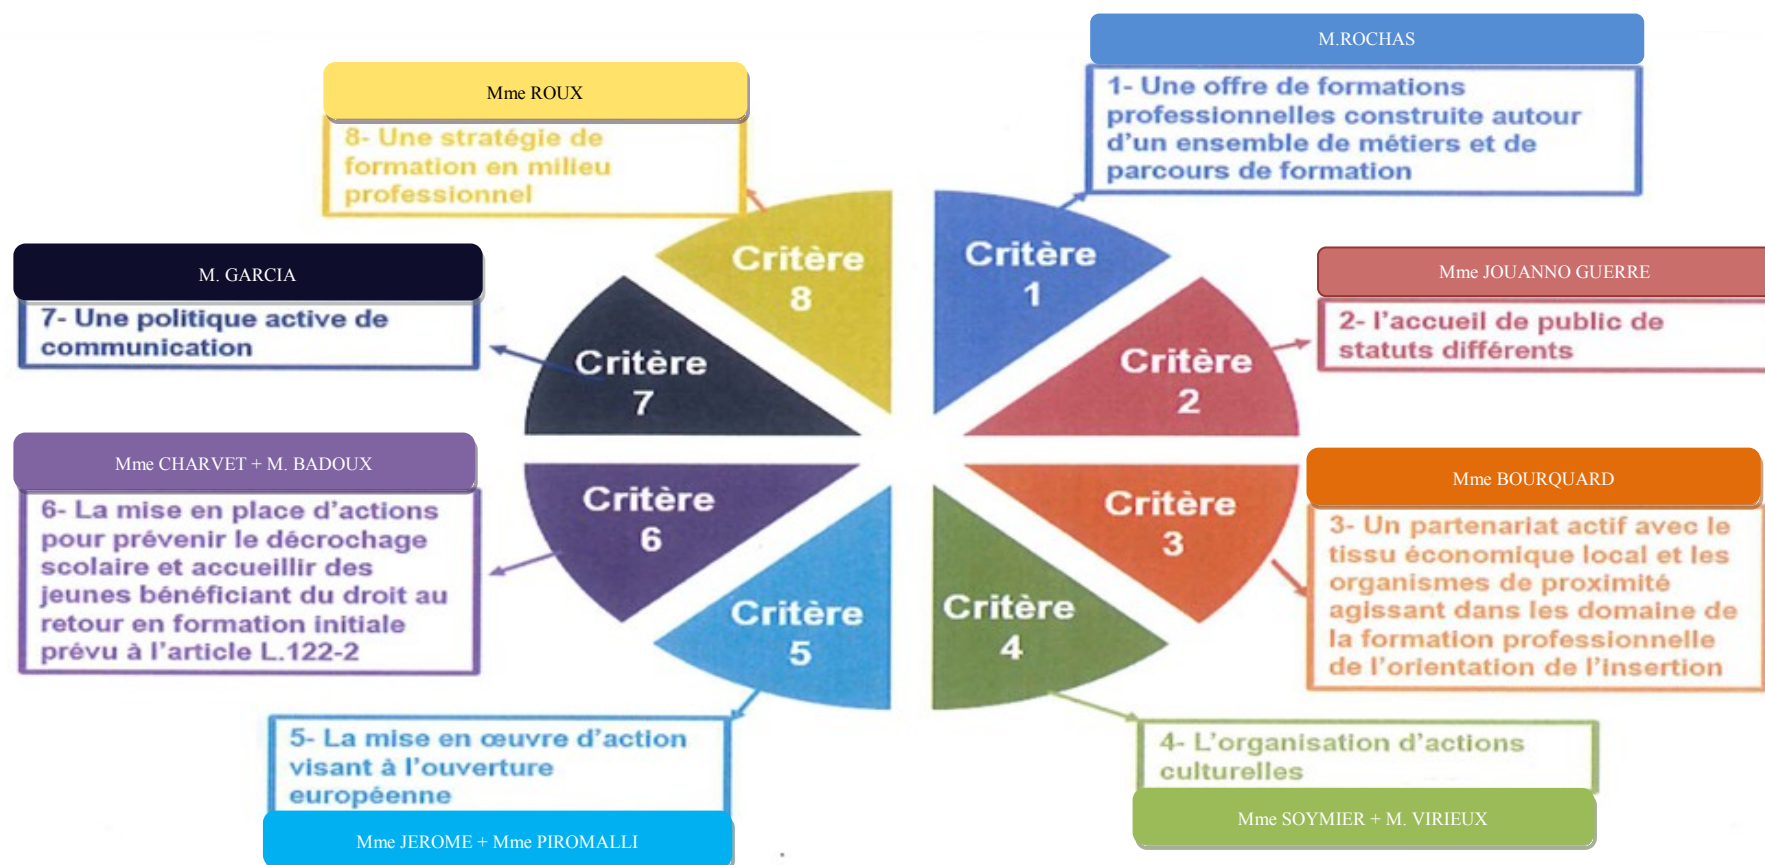 M.ROCHAS
1- Une offre de formations
professionnelles construite autour
d'un ensemble de métiers et de
parcours de formation
Mme JOUANNO GUERRE
2- l'accueil de public de
statuts différents
Mme BOURQUARD
3- Un partenariat actif avec le
tissu économique local et les
organismes de proximité
agissant dans les domaine de
la formation professionnelle
de l'orientation de l'insertion
4- L'organisation d'actions
culturelles
Mme SOYMIER + M. VIRIEUX
5- La mise en œuvre d'action
visant à l'ouverture
européenne
Mme JEROME + Mme PIROMALLI
Mme CHARVET + M. BADOUX
6- La mise en place d'actions
pour prévenir le décrochage
scolaire et accueillir des
jeunes bénéficiant du droit au
retour en formation initiale
prévu à l'article L.122-2
M. GARCIA
7- Une politique active de
communication
Mme ROUX
8- Une stratégie de
formation en milieu
professionnel
Critère
1
Critère
2
Critère
3
Critère
4
Critère
5
Critère
6
Critère
7
Critère
8